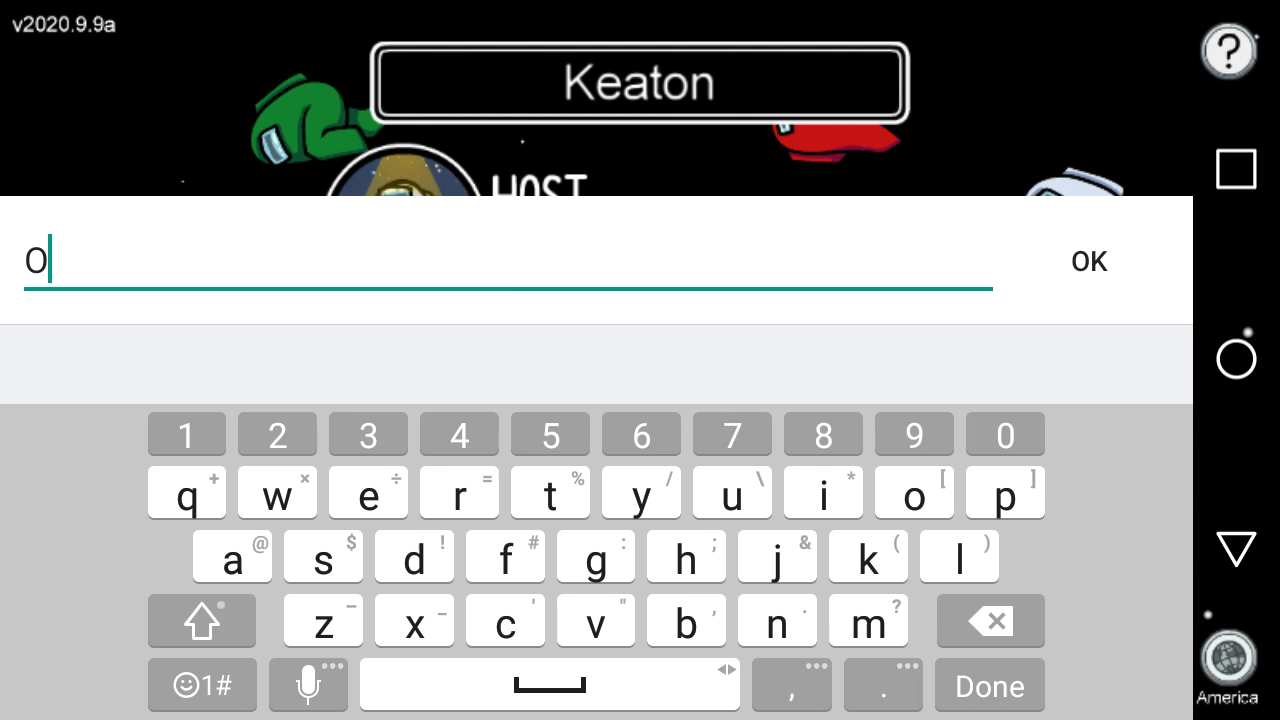 v2020.9.9a
?
Keaton
HOST
O
OK
1 2 3 4 5 6 7 8 9 0
q + w × e ÷ r = t % y / u \ i * o [ p ]
a @ s $ d ! f # g : h ; j & k ( l )
z – x _ c ' v " b , n . m ?
☺1# ... , ... . ... Done
America